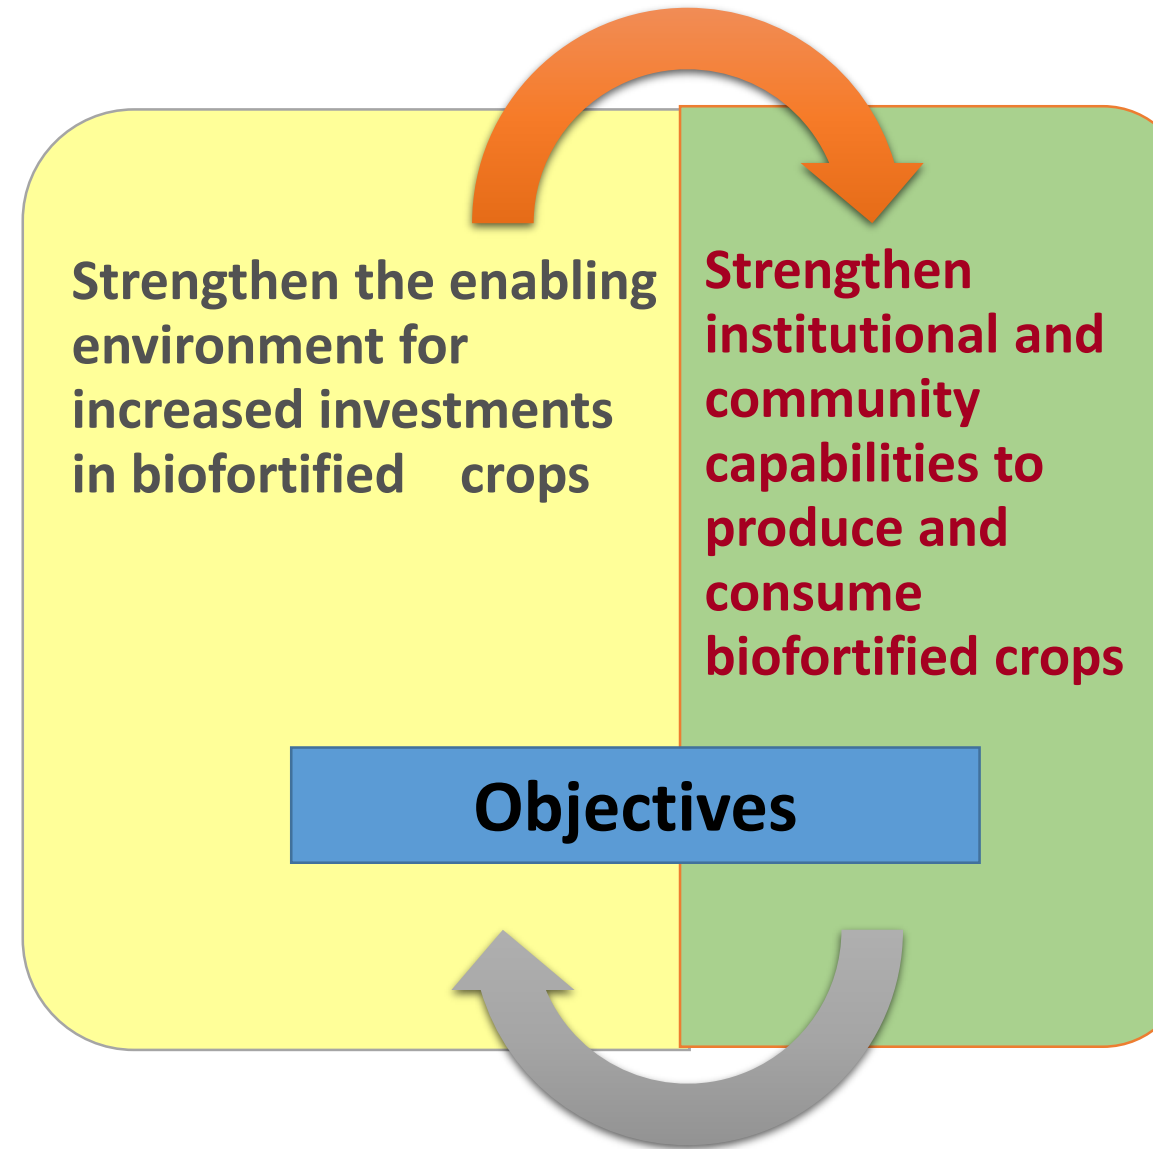 Strengthen the enabling
environment for
increased investments
in biofortified    crops
Strengthen
institutional and
community
capabilities to
produce and
consume
biofortified crops
Objectives